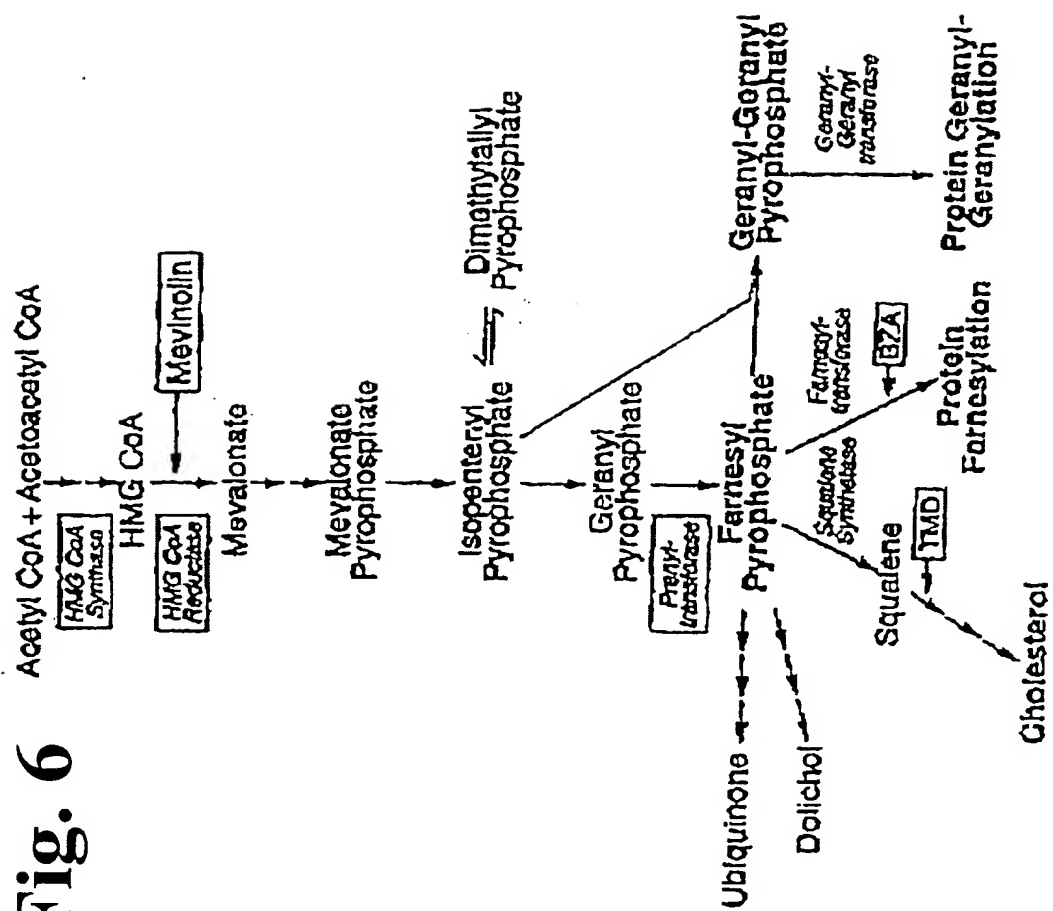 Fig. 6
Acetyl CoA + Acetoacetyl CoA
HMG CoA
Synthase
HMG CoA
HMG CoA
Reductase
Mevinolin
Mevalonate
Mevalonate
Pyrophosphate
Isopentenyl
Pyrophosphate
Dimethylallyl
Pyrophosphate
Geranyl
Pyrophosphate
Prenyl-
transferase
Farnesyl
Pyrophosphate
Geranyl-Geranyl
Pyrophosphate
Ubiquinone
Dolichol
Squalene
Synthetase
Farnesyl-
transferase
Geranyl-
Geranyl
transferase
BZA
Squalene
TMD
Protein
Farnesylation
Protein Geranyl-
Geranylation
Cholesterol